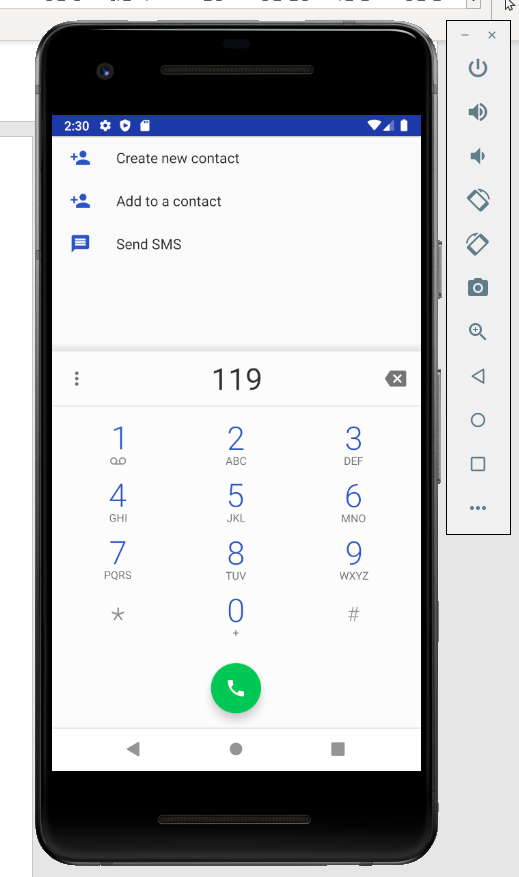 2:30
Create new contact
Add to a contact
Send SMS
119
1 2 3
ABC DEF
4 5 6
GHI JKL MNO
7 8 9
PQRS TUV WXYZ
* 0 #
+